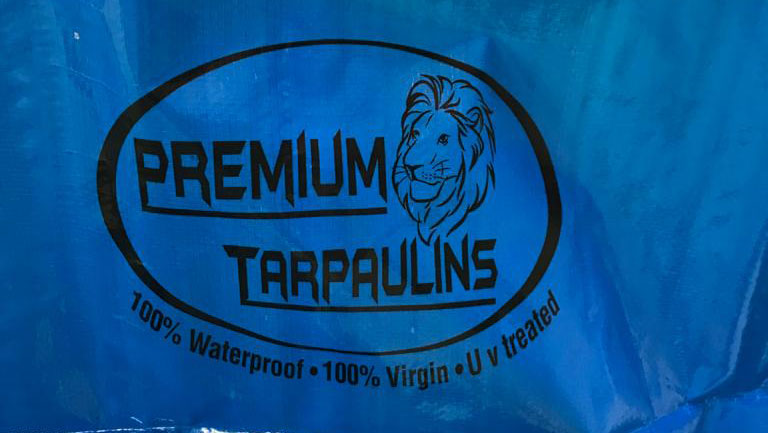 PREMIUM
TARPAULINS
100% Waterproof • 100% Virgin • U v treated